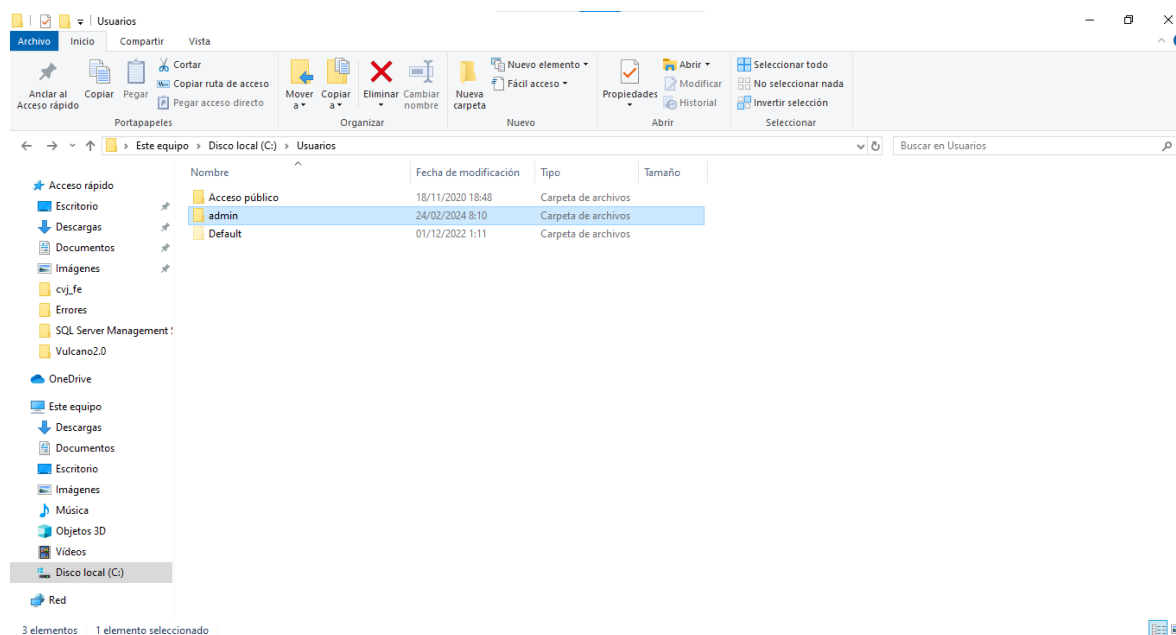 Usuarios
Archivo Inicio Compartir Vista
Anclar al Acceso rápido
Copiar
Pegar
Cortar
Copiar ruta de acceso
Pegar acceso directo
Portapapeles
Mover a
Copiar a
Eliminar
Cambiar nombre
Organizar
Nueva carpeta
Nuevo elemento
Fácil acceso
Nuevo
Propiedades
Abrir
Modificar
Historial
Abrir
Seleccionar todo
No seleccionar nada
Invertir selección
Seleccionar
Este equipo > Disco local (C:) > Usuarios
Buscar en Usuarios
Nombre Fecha de modificación Tipo Tamaño
Acceso público 18/11/2020 18:48 Carpeta de archivos
admin 24/02/2024 8:10 Carpeta de archivos
Default 01/12/2022 1:11 Carpeta de archivos
Acceso rápido
Escritorio
Descargas
Documentos
Imágenes
cvj_fe
Errores
SQL Server Management
Vulcano2.0
OneDrive
Este equipo
Descargas
Documentos
Escritorio
Imágenes
Música
Objetos 3D
Vídeos
Disco local (C:)
Red
3 elementos 1 elemento seleccionado